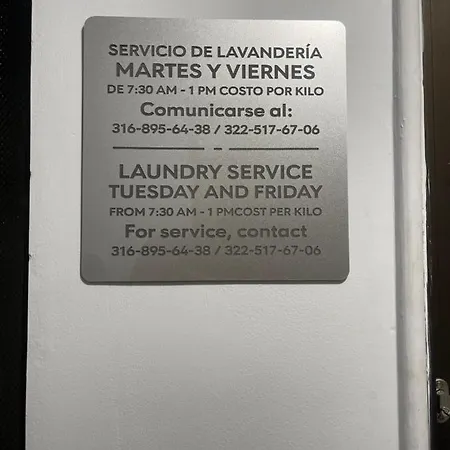 SERVICIO DE LAVANDERÍA
MARTES Y VIERNES
DE 7:30 AM - 1 PM COSTO POR KILO
Comunicarse al:
316-895-64-38 / 322-517-67-06
LAUNDRY SERVICE
TUESDAY AND FRIDAY
FROM 7:30 AM - 1 PMCOST PER KILO
For service, contact
316-895-64-38 / 322-517-67-06